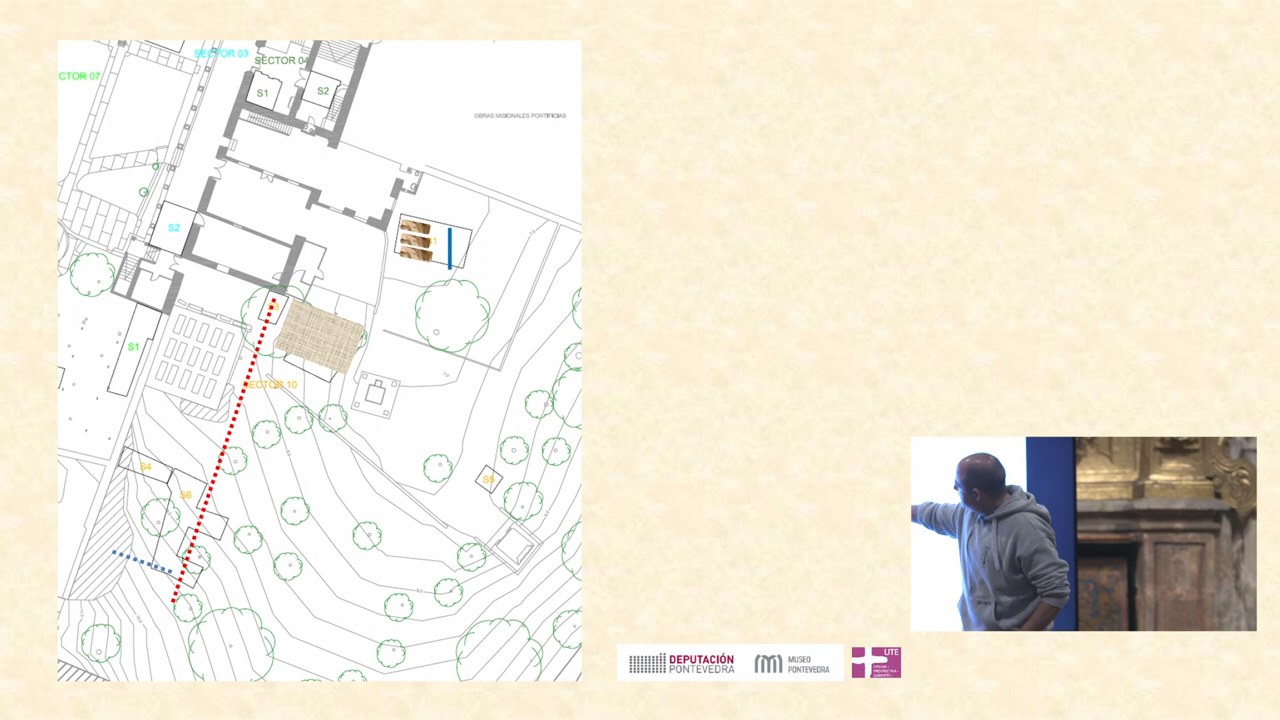 SECTOR 03
SECTOR 04
CTOR 07
S1
S2
OBRAS MISIONALES PONTIFICIAS
S2
S1
SECTOR 10
S4
S6
S5
DEPUTACIÓN
PONTEVEDRA
MUSEO
PONTEVEDRA
UTE